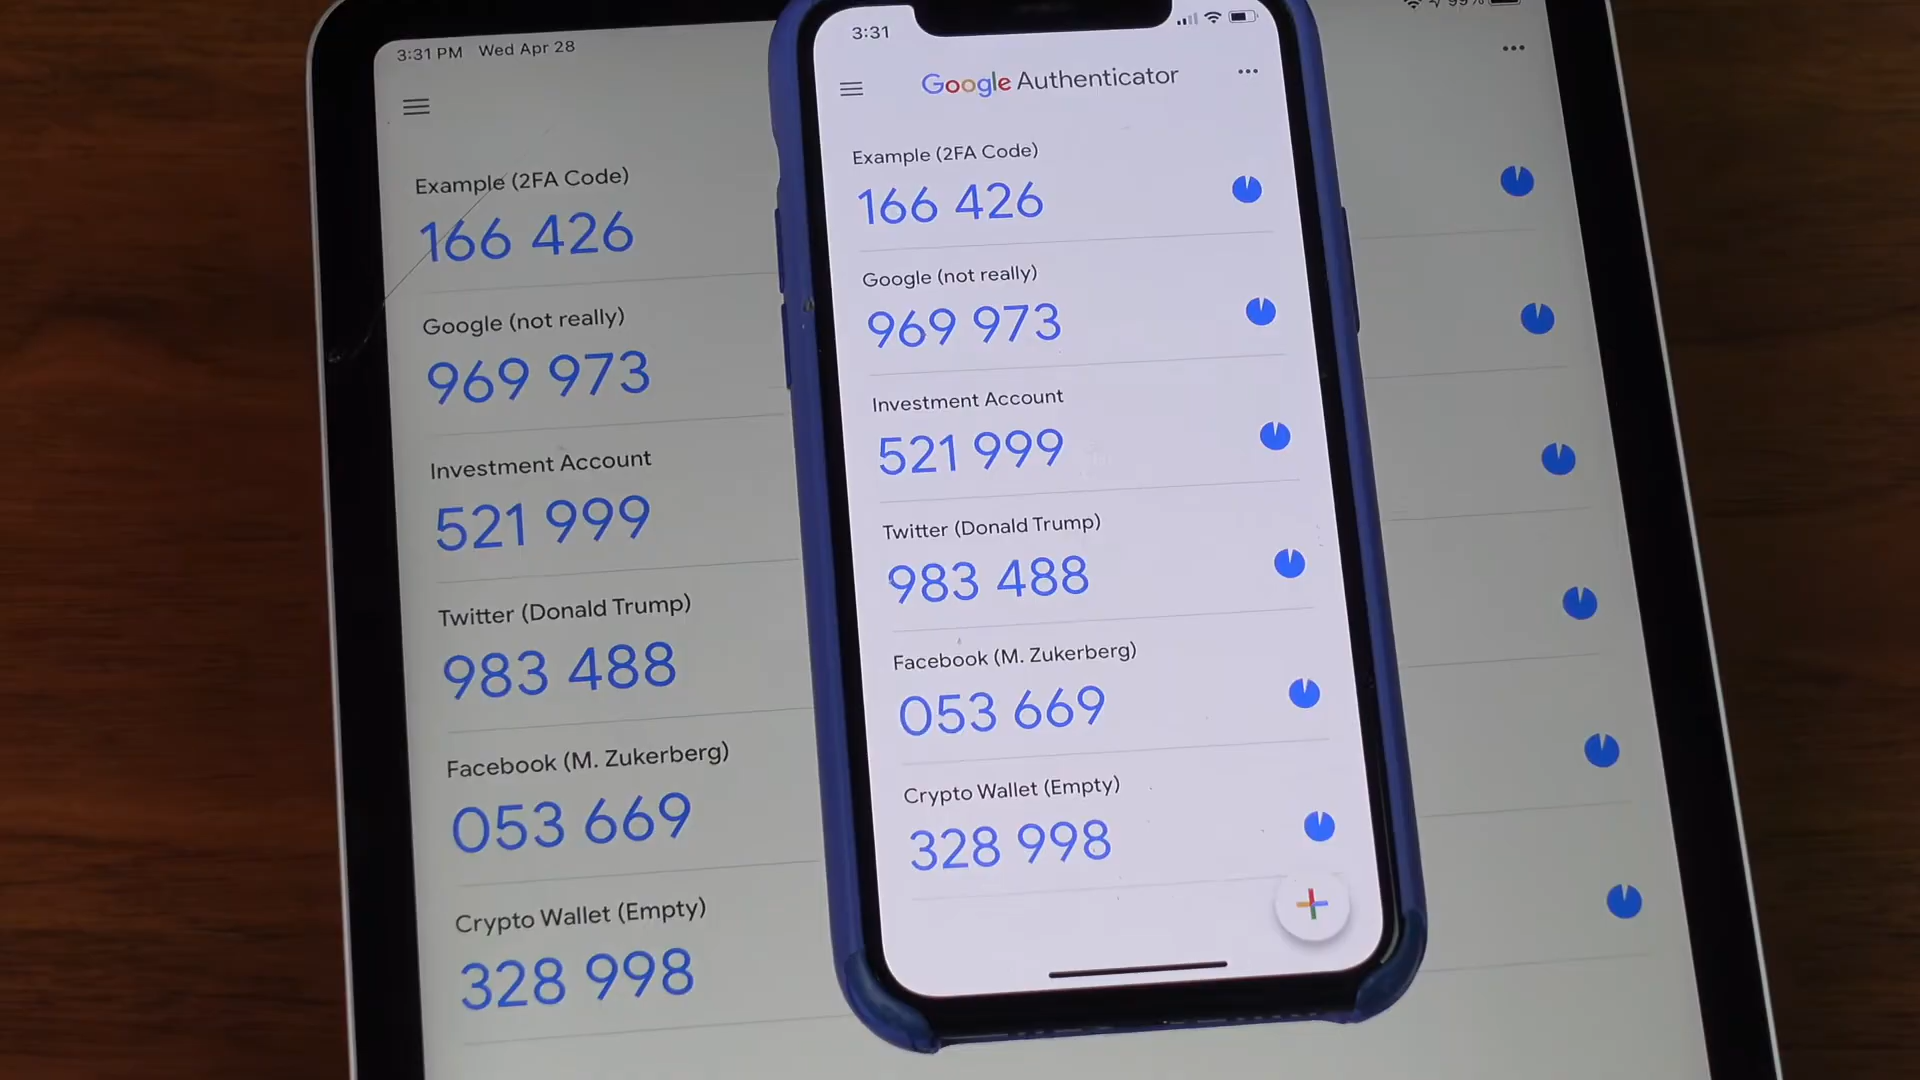 3:31 PM Wed Apr 28
Example (2FA Code)
166 426
Google (not really)
969 973
Investment Account
521 999
Twitter (Donald Trump)
983 488
Facebook (M. Zukerberg)
053 669
Crypto Wallet (Empty)
328 998
3:31
Google Authenticator
Example (2FA Code)
166 426
Google (not really)
969 973
Investment Account
521 999
Twitter (Donald Trump)
983 488
Facebook (M. Zukerberg)
053 669
Crypto Wallet (Empty)
328 998